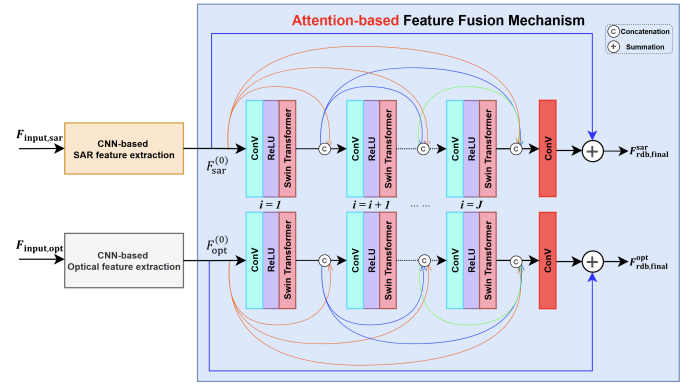 Attention-based Feature Fusion Mechanism
C Concatenation
+ Summation
F_input,sar
CNN-based
SAR feature extraction
F_sar^(0)
ConV
ReLU
Swin Transformer
C
ConV
ReLU
Swin Transformer
C
ConV
ReLU
Swin Transformer
C
CONV
+
F_rdb,final^sar
i = 1
i = i + 1
... ...
i = J
F_input,opt
CNN-based
Optical feature extraction
F_opt^(0)
ConV
ReLU
Swin Transformer
C
ConV
ReLU
Swin Transformer
C
ConV
ReLU
Swin Transformer
C
CONV
+
F_rdb,final^opt